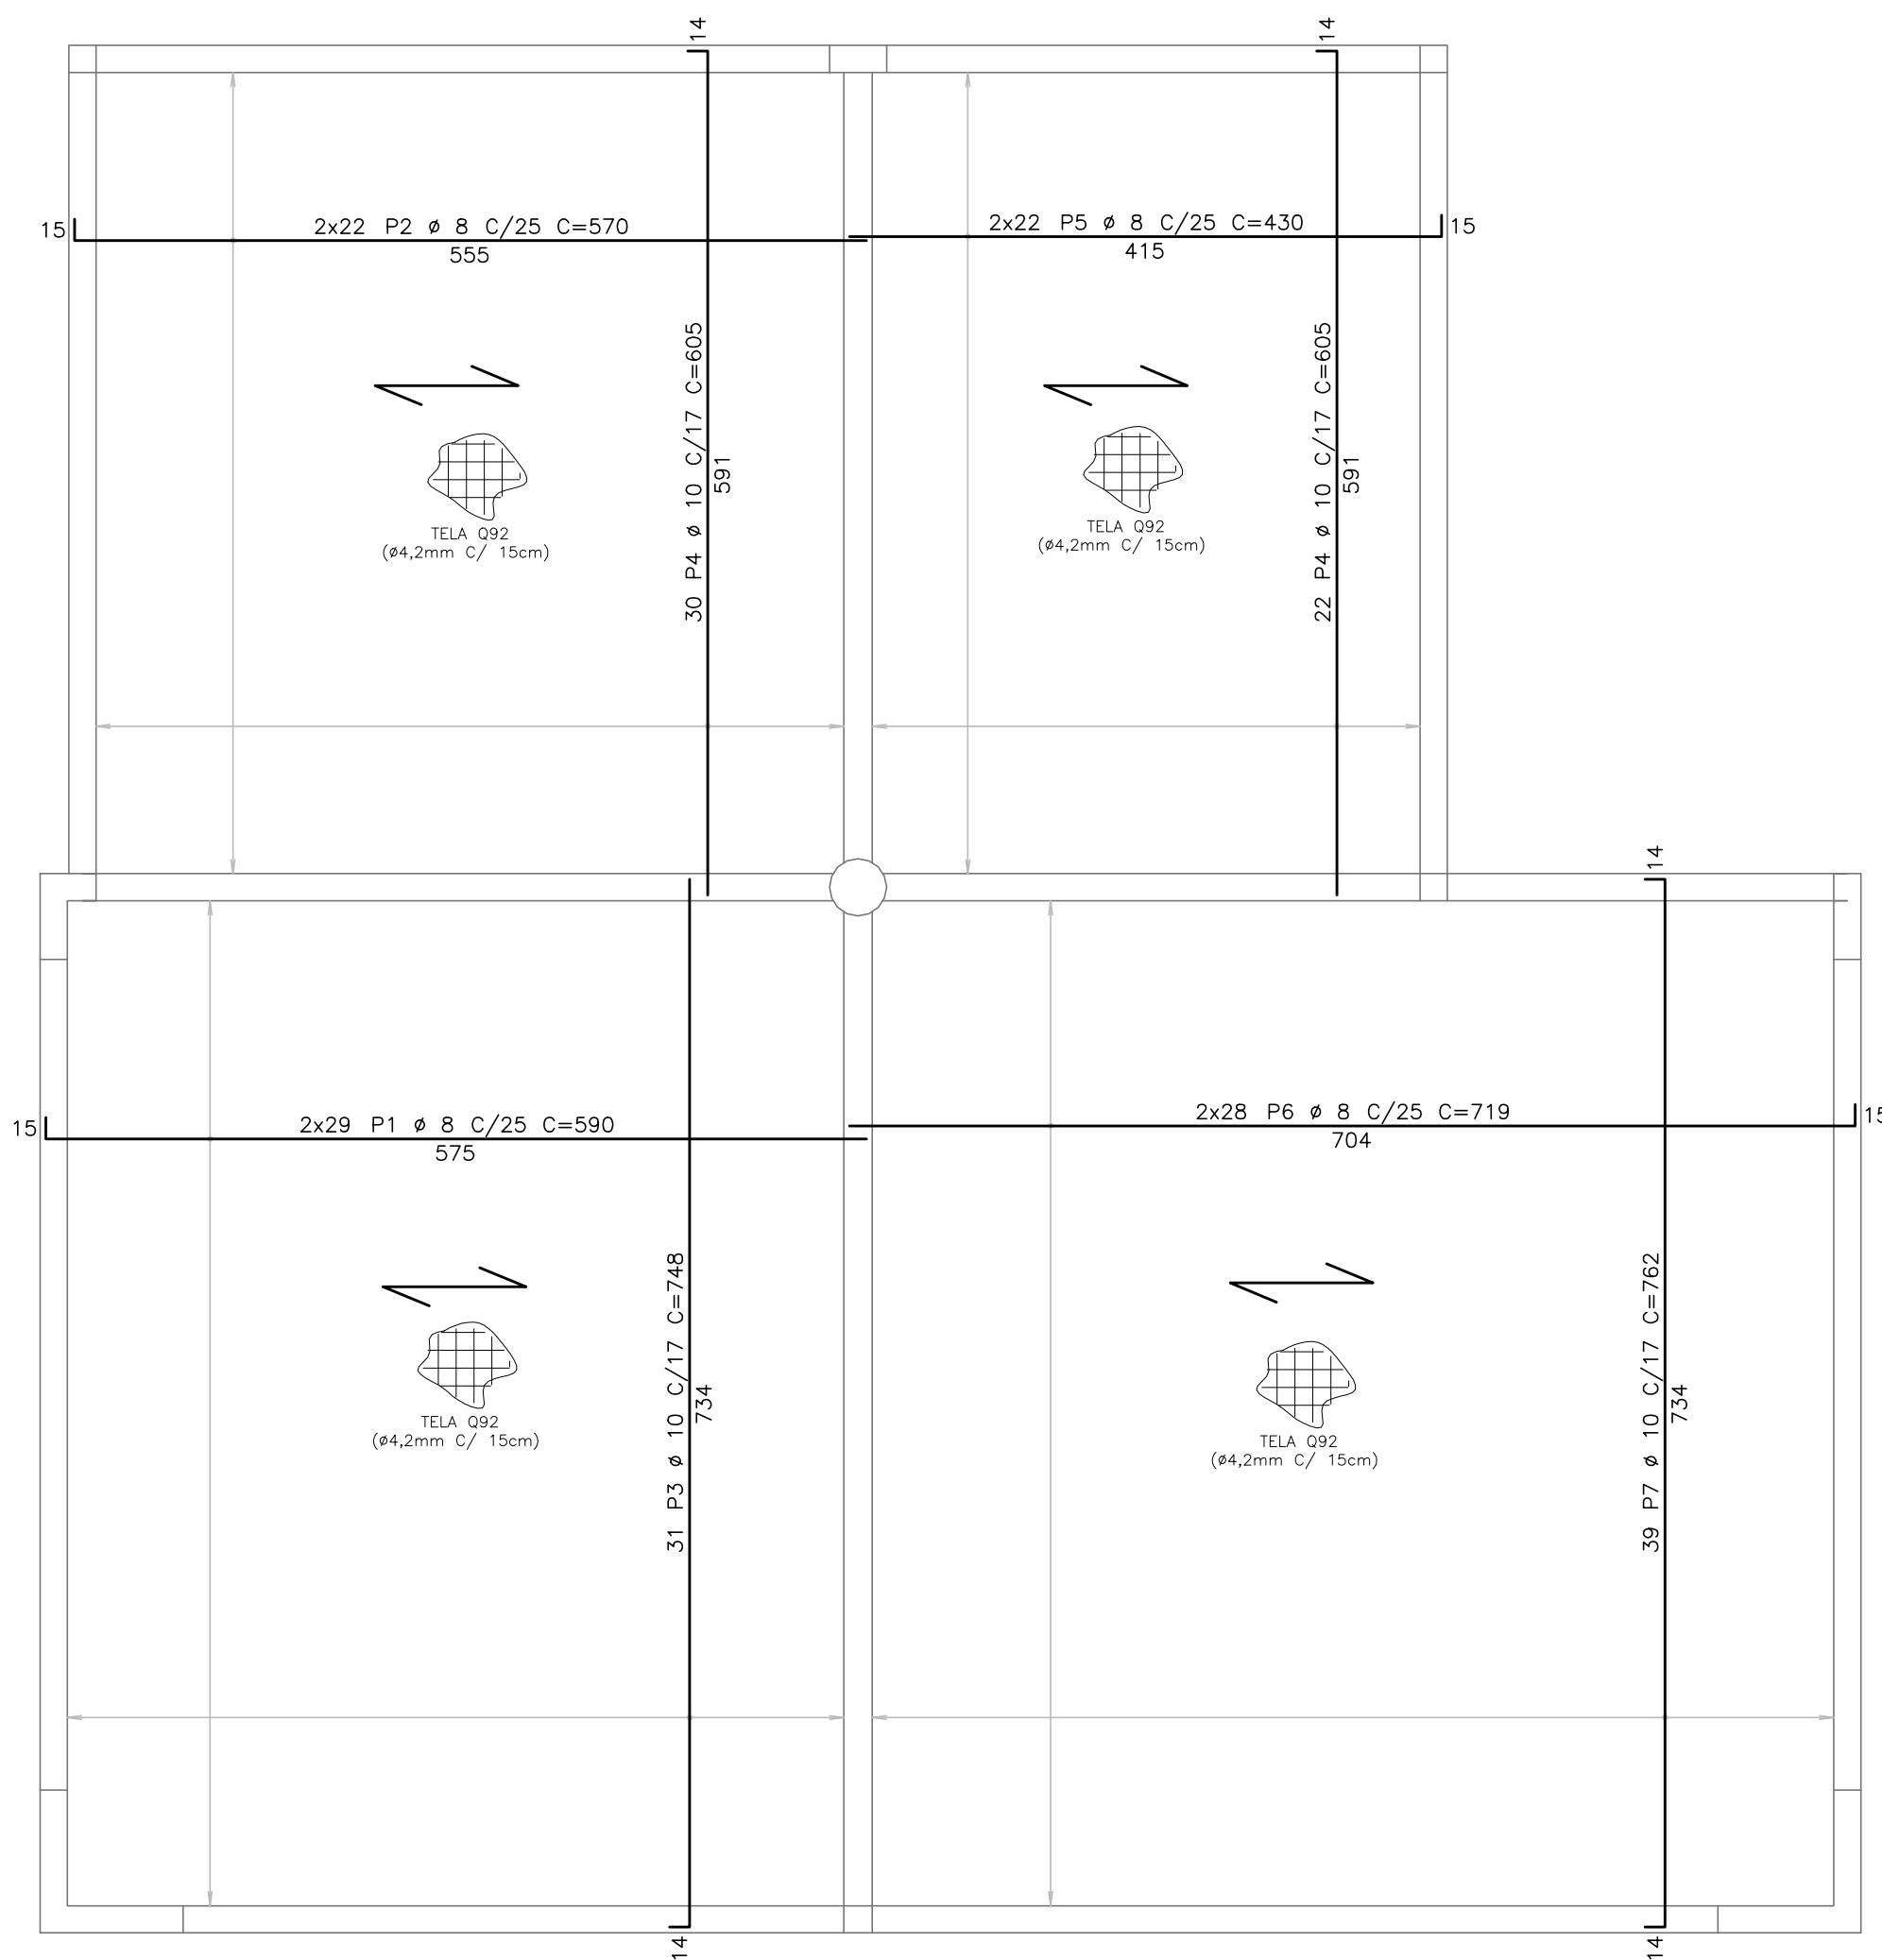 14
14
15
2x22 P2 ø 8 C/25 C=570
555
2x22 P5 ø 8 C/25 C=430
415
15
30 P4 ø 10 C/17 C=605
591
22 P4 ø 10 C/17 C=605
591
TELA Q92
(ø4,2mm C/ 15cm)
TELA Q92
(ø4,2mm C/ 15cm)
14
15
2x29 P1 ø 8 C/25 C=590
575
2x28 P6 ø 8 C/25 C=719
704
15
31 P3 ø 10 C/17 C=748
734
39 P7 ø 10 C/17 C=762
734
TELA Q92
(ø4,2mm C/ 15cm)
TELA Q92
(ø4,2mm C/ 15cm)
14
14